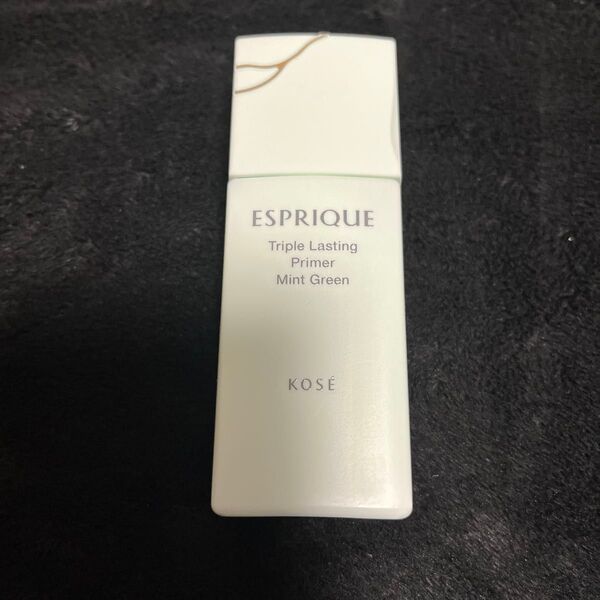 ESPRIQUE
Triple Lasting
Primer
Mint Green
KOSÉ